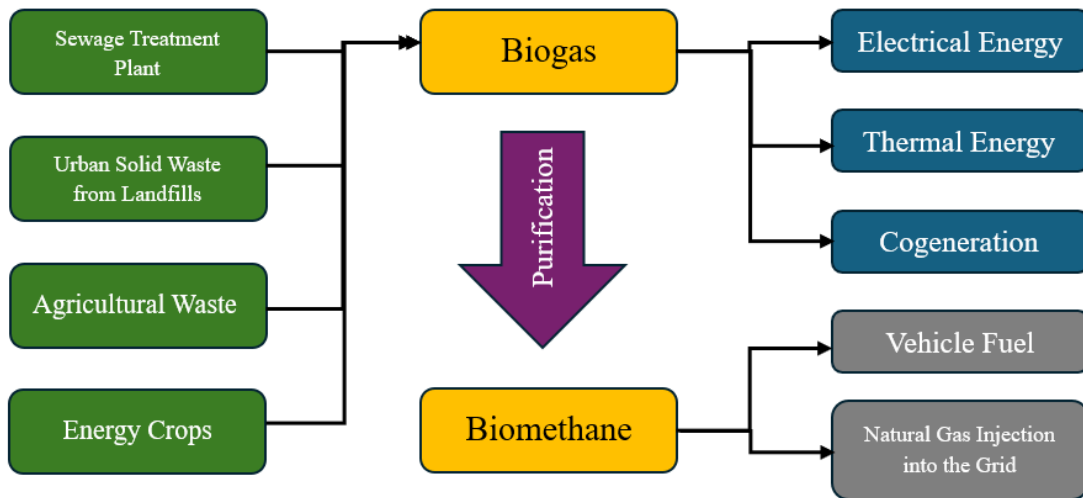 Sewage Treatment
Plant
Urban Solid Waste
from Landfills
Agricultural Waste
Energy Crops
Biogas
Purification
Biomethane
Electrical Energy
Thermal Energy
Cogeneration
Vehicle Fuel
Natural Gas Injection
into the Grid